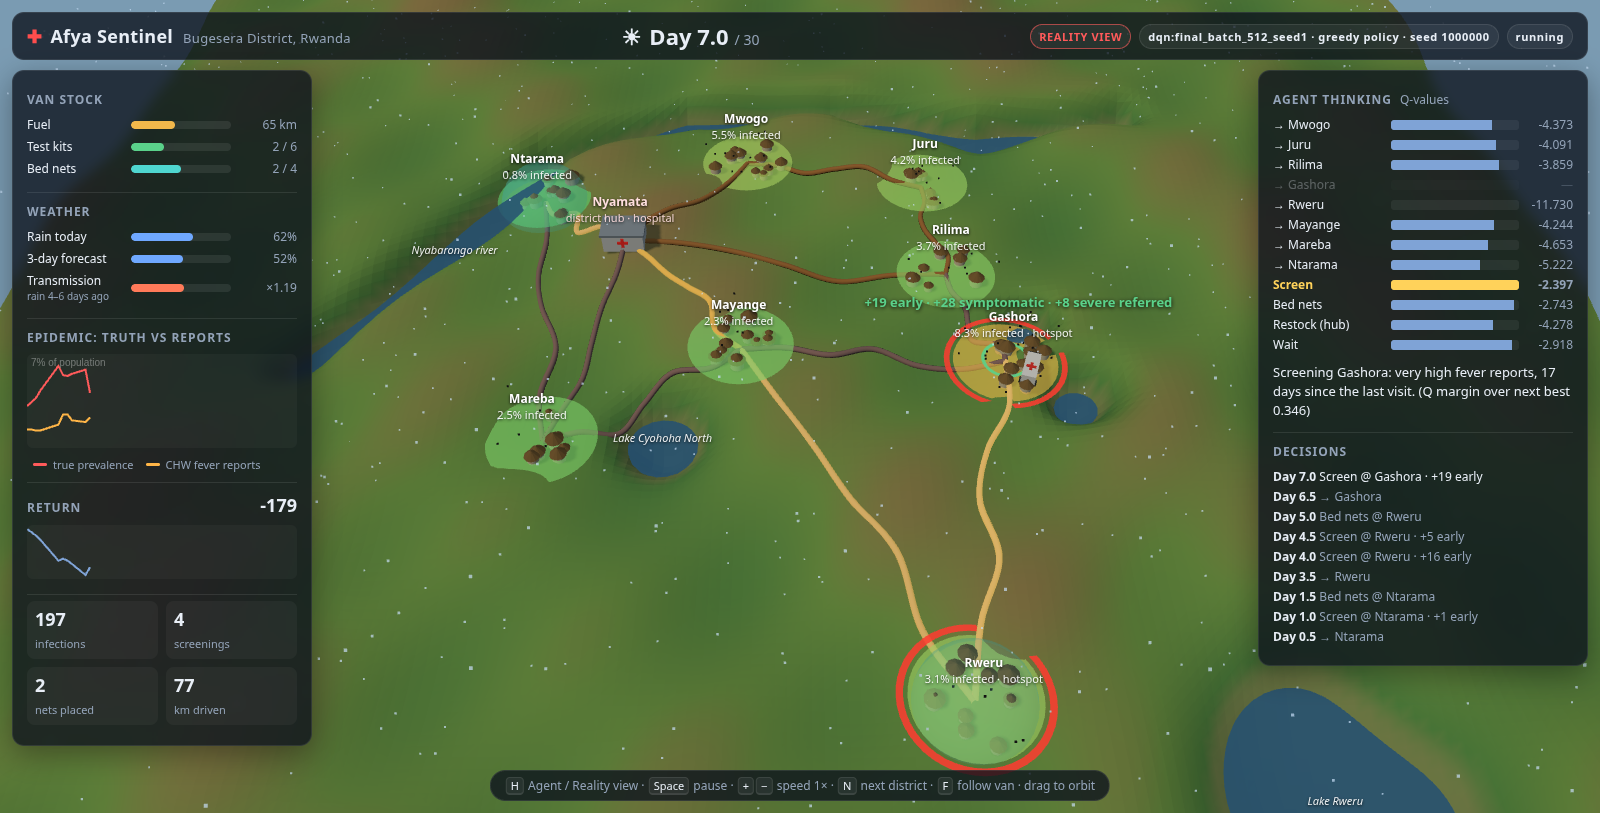 Afya Sentinel Bugesera District, Rwanda
☀ Day 7.0 / 30
REALITY VIEW
dqn:final_batch_512_seed1 · greedy policy · seed 1000000
running
VAN STOCK
Fuel 65 km
Test kits 2 / 6
Bed nets 2 / 4
WEATHER
Rain today 62%
3-day forecast 52%
Transmission ×1.19
rain 4–6 days ago
EPIDEMIC: TRUTH VS REPORTS
7% of population
true prevalence CHW fever reports
RETURN -179
197
infections
4
screenings
2
nets placed
77
km driven
Mwogo
5.5% infected
Juru
4.2% infected
Ntarama
0.8% infected
Nyamata
district hub · hospital
Nyabarongo river
Rilima
3.7% infected
Mayange
2.3% infected
+19 early · +28 symptomatic · +8 severe referred
Gashora
8.3% infected · hotspot
Mareba
2.5% infected
Lake Cyohoha North
Rweru
3.1% infected · hotspot
Lake Rweru
AGENT THINKING Q-values
→ Mwogo -4.373
→ Juru -4.091
→ Rilima -3.859
→ Gashora —
→ Rweru -11.730
→ Mayange -4.244
→ Mareba -4.653
→ Ntarama -5.222
Screen -2.397
Bed nets -2.743
Restock (hub) -4.278
Wait -2.918
Screening Gashora: very high fever reports, 17
days since the last visit. (Q margin over next best
0.346)
DECISIONS
Day 7.0 Screen @ Gashora · +19 early
Day 6.5 → Gashora
Day 5.0 Bed nets @ Rweru
Day 4.5 Screen @ Rweru · +5 early
Day 4.0 Screen @ Rweru · +16 early
Day 3.5 → Rweru
Day 1.5 Bed nets @ Ntarama
Day 1.0 Screen @ Ntarama · +1 early
Day 0.5 → Ntarama
H Agent / Reality view · Space pause · + − speed 1× · N next district · F follow van · drag to orbit